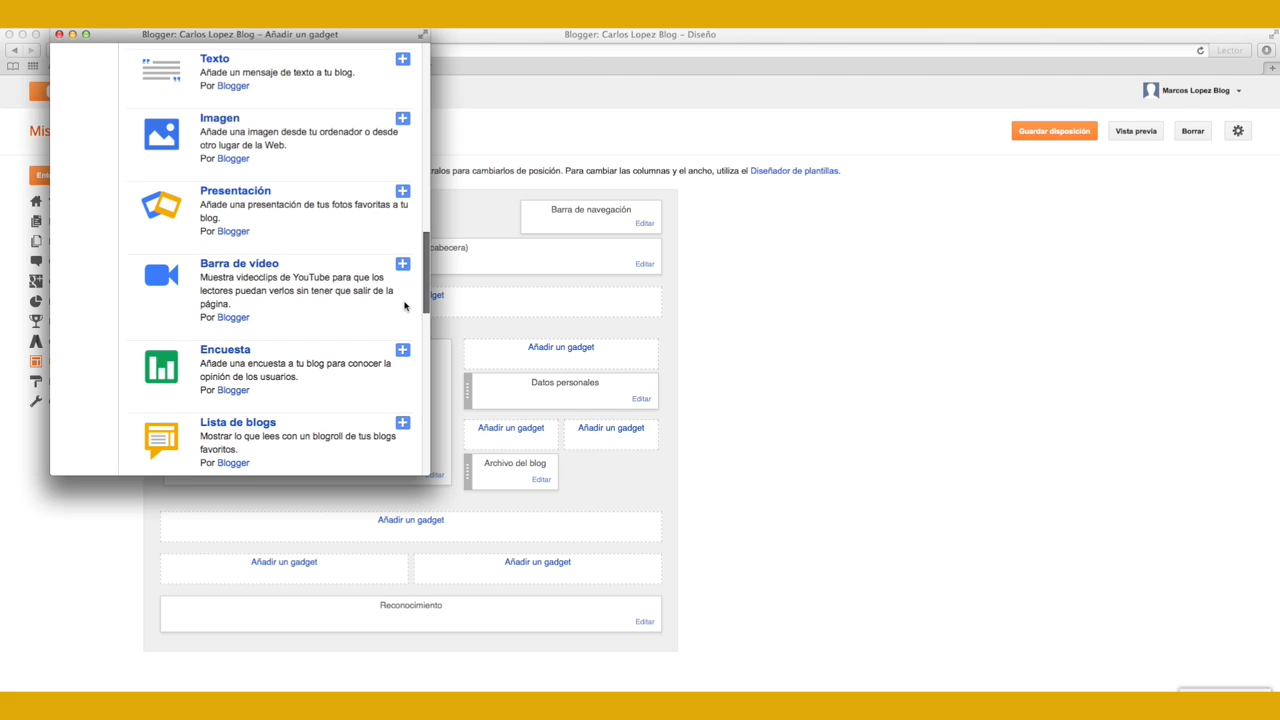 Blogger: Carlos Lopez Blog – Añadir un gadget
Blogger: Carlos Lopez Blog – Diseño
Lector
Texto
Añade un mensaje de texto a tu blog.
Por Blogger
Imagen
Añade una imagen desde tu ordenador o desde
otro lugar de la Web.
Por Blogger
Presentación
Añade una presentación de tus fotos favoritas a tu
blog.
Por Blogger
Barra de vídeo
Muestra videoclips de YouTube para que los
lectores puedan verlos sin tener que salir de la
página.
Por Blogger
Encuesta
Añade una encuesta a tu blog para conocer la
opinión de los usuarios.
Por Blogger
Lista de blogs
Mostrar lo que lees con un blogroll de tus blogs
favoritos.
Por Blogger
Marcos Lopez Blog
Mis
Guardar disposición
Vista previa
Borrar
Ent
ralos para cambiarlos de posición. Para cambiar las columnas y el ancho, utiliza el Diseñador de plantillas.
Barra de navegación
Editar
abecera)
Editar
get
Añadir un gadget
Datos personales
Editar
Añadir un gadget
Añadir un gadget
Archivo del blog
Editar
ditar
Añadir un gadget
Añadir un gadget
Añadir un gadget
Reconocimiento
Editar